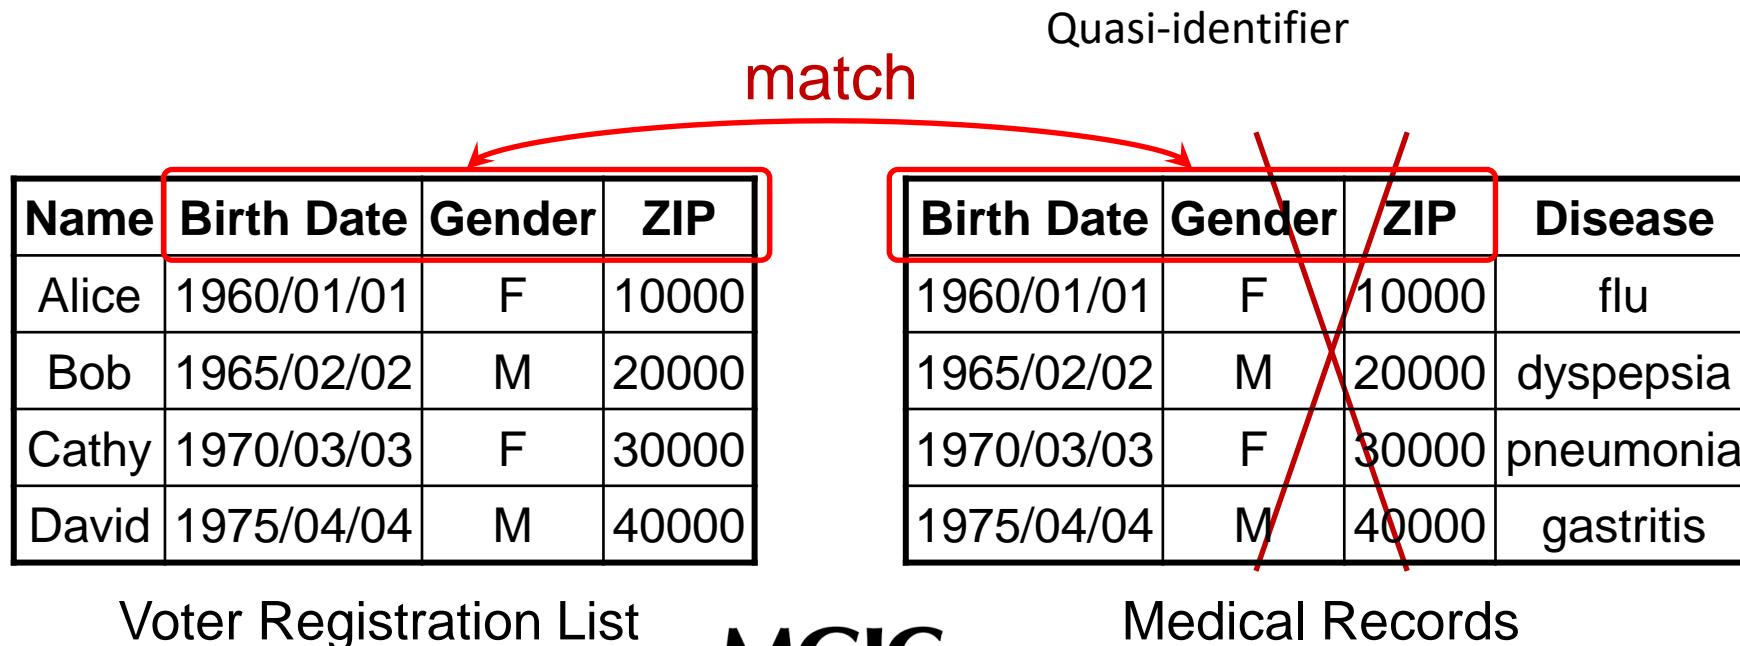 Quasi-identifier
match
Name Birth Date Gender ZIP
Alice 1960/01/01 F 10000
Bob 1965/02/02 M 20000
Cathy 1970/03/03 F 30000
David 1975/04/04 M 40000
Voter Registration List
Birth Date Gender ZIP Disease
1960/01/01 F 10000 flu
1965/02/02 M 20000 dyspepsia
1970/03/03 F 30000 pneumonia
1975/04/04 M 40000 gastritis
Medical Records